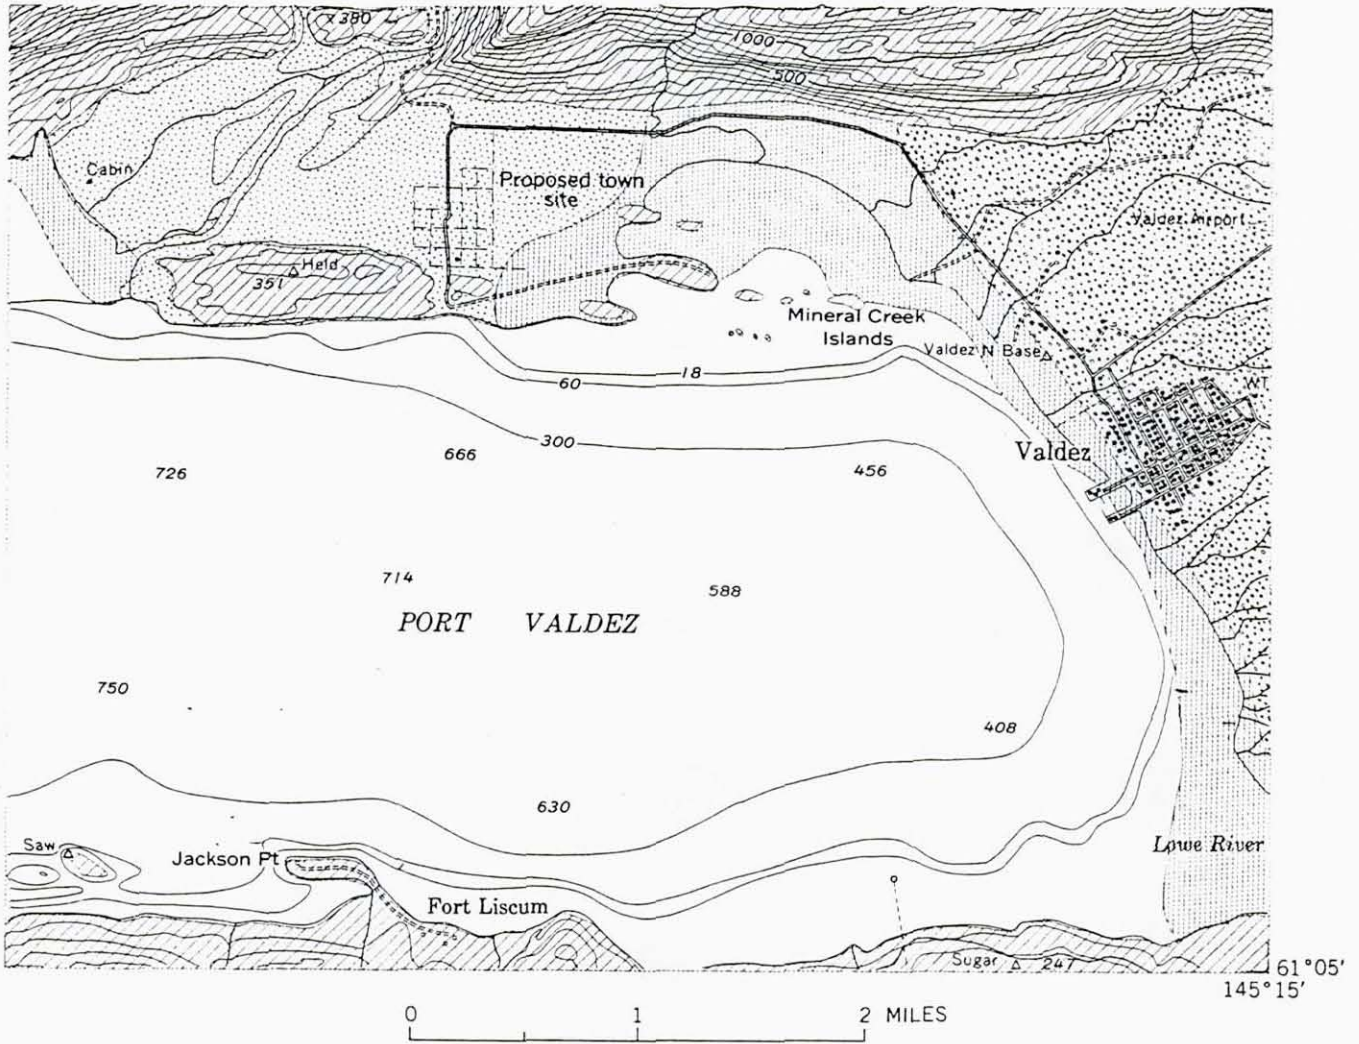 ×380
1000
500
Cabin
Proposed town
site
Valdez Airport
Held
351
Mineral Creek
Islands
Valdez N Base
18
60
W.T.
300
Valdez
666
456
726
714
588
PORT VALDEZ
750
408
630
Saw
Jackson Pt
Lowe River
Fort Liscum
Sugar 247
61°05'
145°15'
0 1 2 MILES